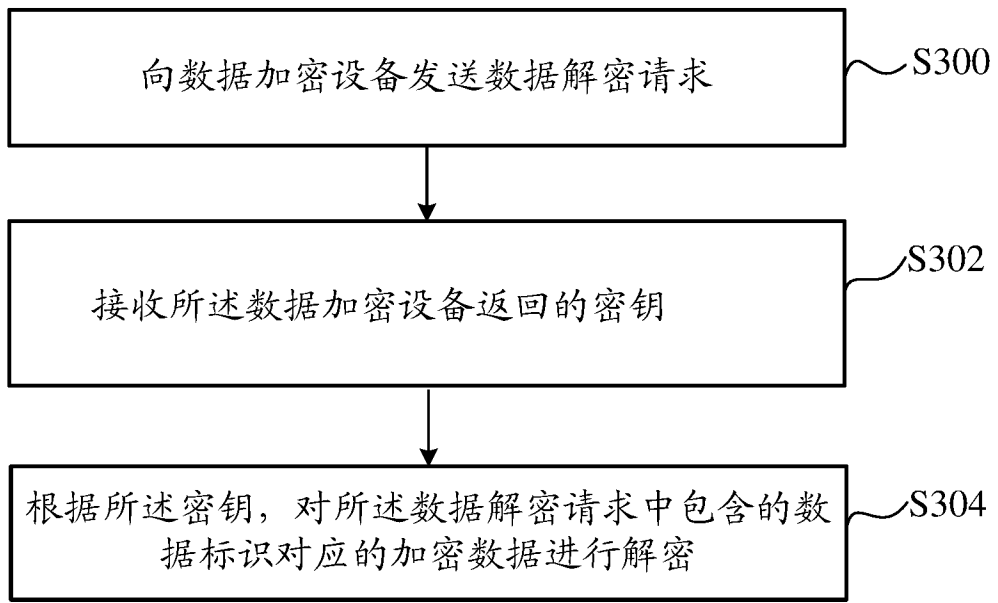 向数据加密设备发送数据解密请求
S300
接收所述数据加密设备返回的密钥
S302
根据所述密钥，对所述数据解密请求中包含的数
据标识对应的加密数据进行解密
S304